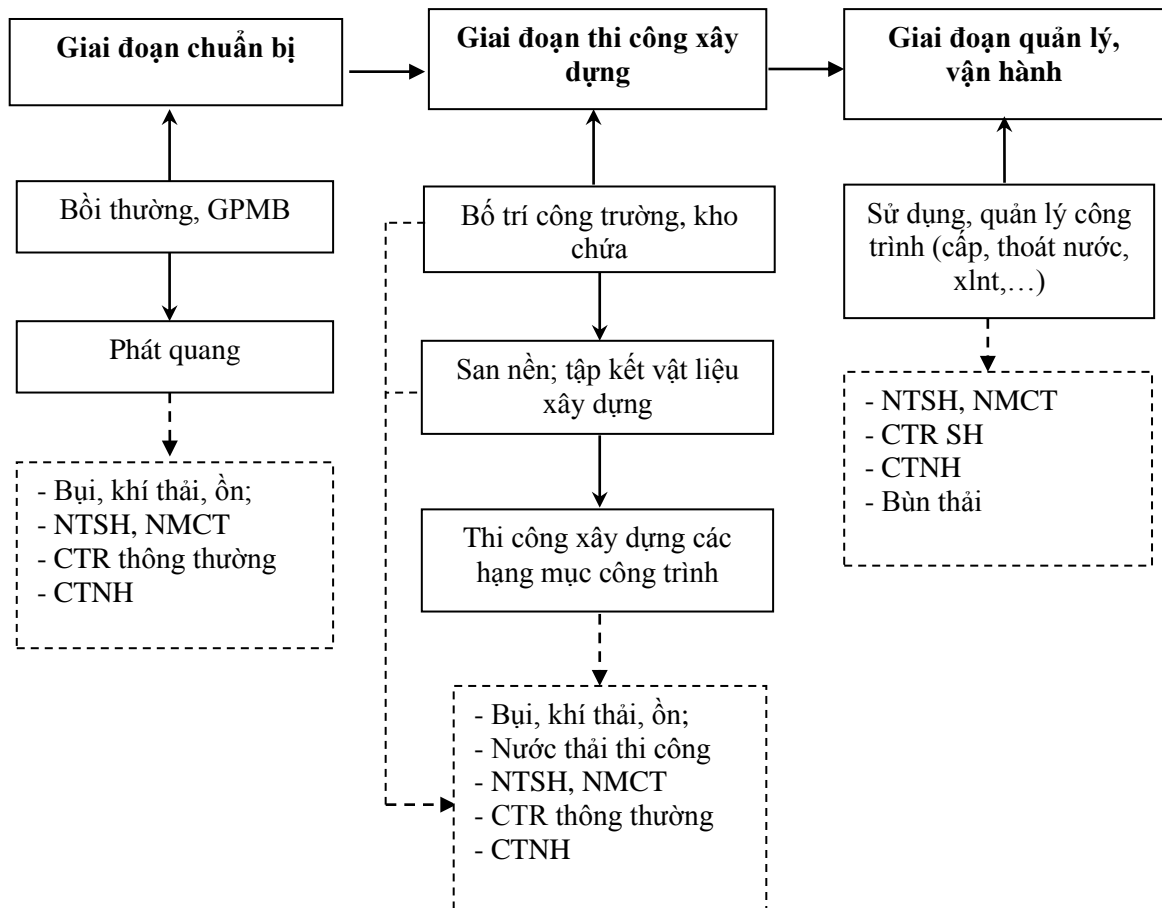 Giai đoạn chuẩn bị
Giai đoạn thi công xây
dựng
Giai đoạn quản lý,
vận hành
Bồi thường, GPMB
Bố trí công trường, kho
chứa
Sử dụng, quản lý công
trình (cấp, thoát nước,
xlnt,…)
Phát quang
San nền; tập kết vật liệu
xây dựng
- NTSH, NMCT
- CTR SH
- CTNH
- Bùn thải
- Bụi, khí thải, ồn;
- NTSH, NMCT
- CTR thông thường
- CTNH
Thi công xây dựng các
hạng mục công trình
- Bụi, khí thải, ồn;
- Nước thải thi công
- NTSH, NMCT
- CTR thông thường
- CTNH